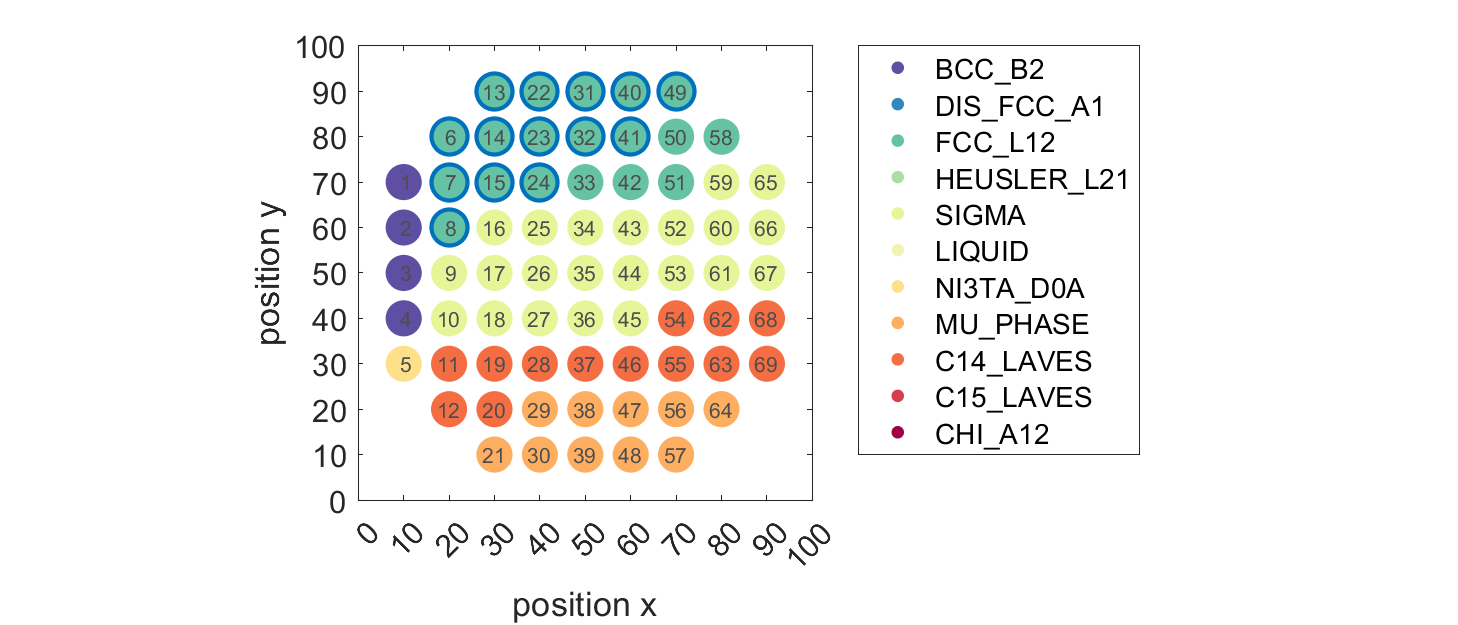 100
90 13 22 31 40 49
80 6 14 23 32 41 50 58
70 1 7 15 24 33 42 51 59 65
60 2 8 16 25 34 43 52 60 66
50 3 9 17 26 35 44 53 61 67
40 4 10 18 27 36 45 54 62 68
30 5 11 19 28 37 46 55 63 69
20 12 20 29 38 47 56 64
10 21 30 39 48 57
0
0 10 20 30 40 50 60 70 80 90 100
position x
position y
BCC_B2
DIS_FCC_A1
FCC_L12
HEUSLER_L21
SIGMA
LIQUID
NI3TA_D0A
MU_PHASE
C14_LAVES
C15_LAVES
CHI_A12